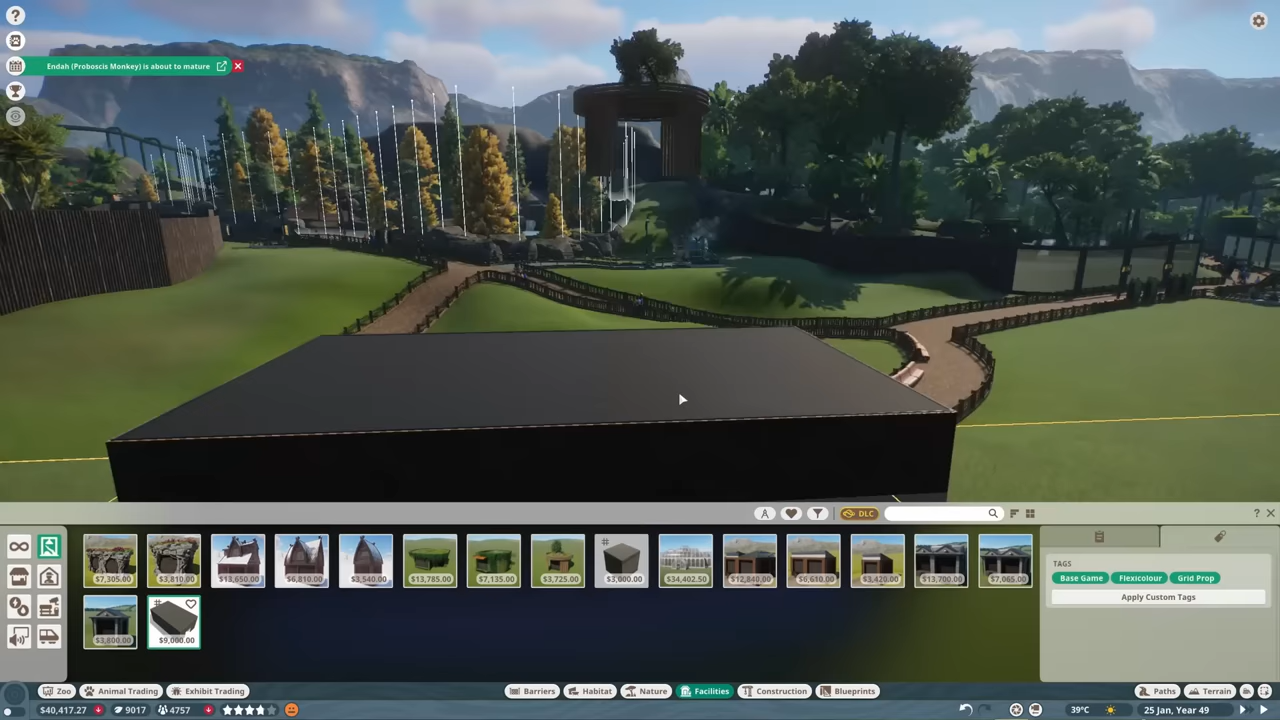 ?
Endah (Proboscis Monkey) is about to mature
DLC
? ×
$7,305.00 $3,810.00 $13,650.00 $6,810.00 $3,540.00 $13,785.00 $7,135.00 $3,725.00 $3,000.00 $34,402.50 $12,840.00 $6,610.00 $3,420.00 $13,700.00 $7,065.00
$3,800.00 $9,000.00
TAGS
Base Game Flexicolour Grid Prop
Apply Custom Tags
Zoo Animal Trading Exhibit Trading Barriers Habitat Nature Facilities Construction Blueprints Paths Terrain
$40,417.27 9017 4757 39°C 25 Jan, Year 49